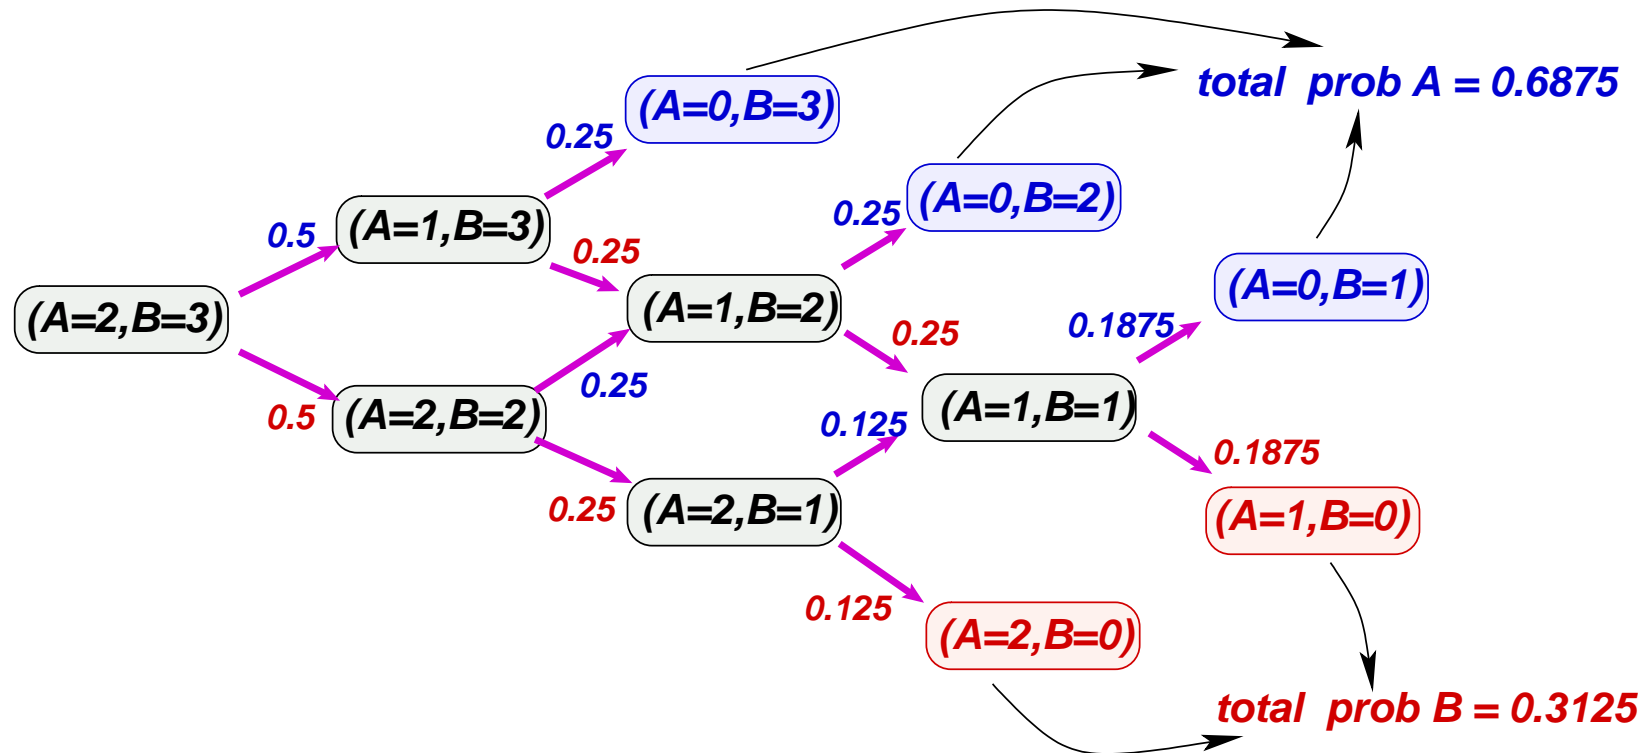 total prob A = 0.6875
(A=0,B=3)
0.25
(A=0,B=2)
0.25
(A=1,B=3)
0.5
0.25
(A=0,B=1)
(A=1,B=2)
(A=2,B=3)
0.1875
0.25
0.25
(A=1,B=1)
(A=2,B=2)
0.5
0.125
0.1875
0.25
(A=2,B=1)
(A=1,B=0)
0.125
(A=2,B=0)
total prob B = 0.3125